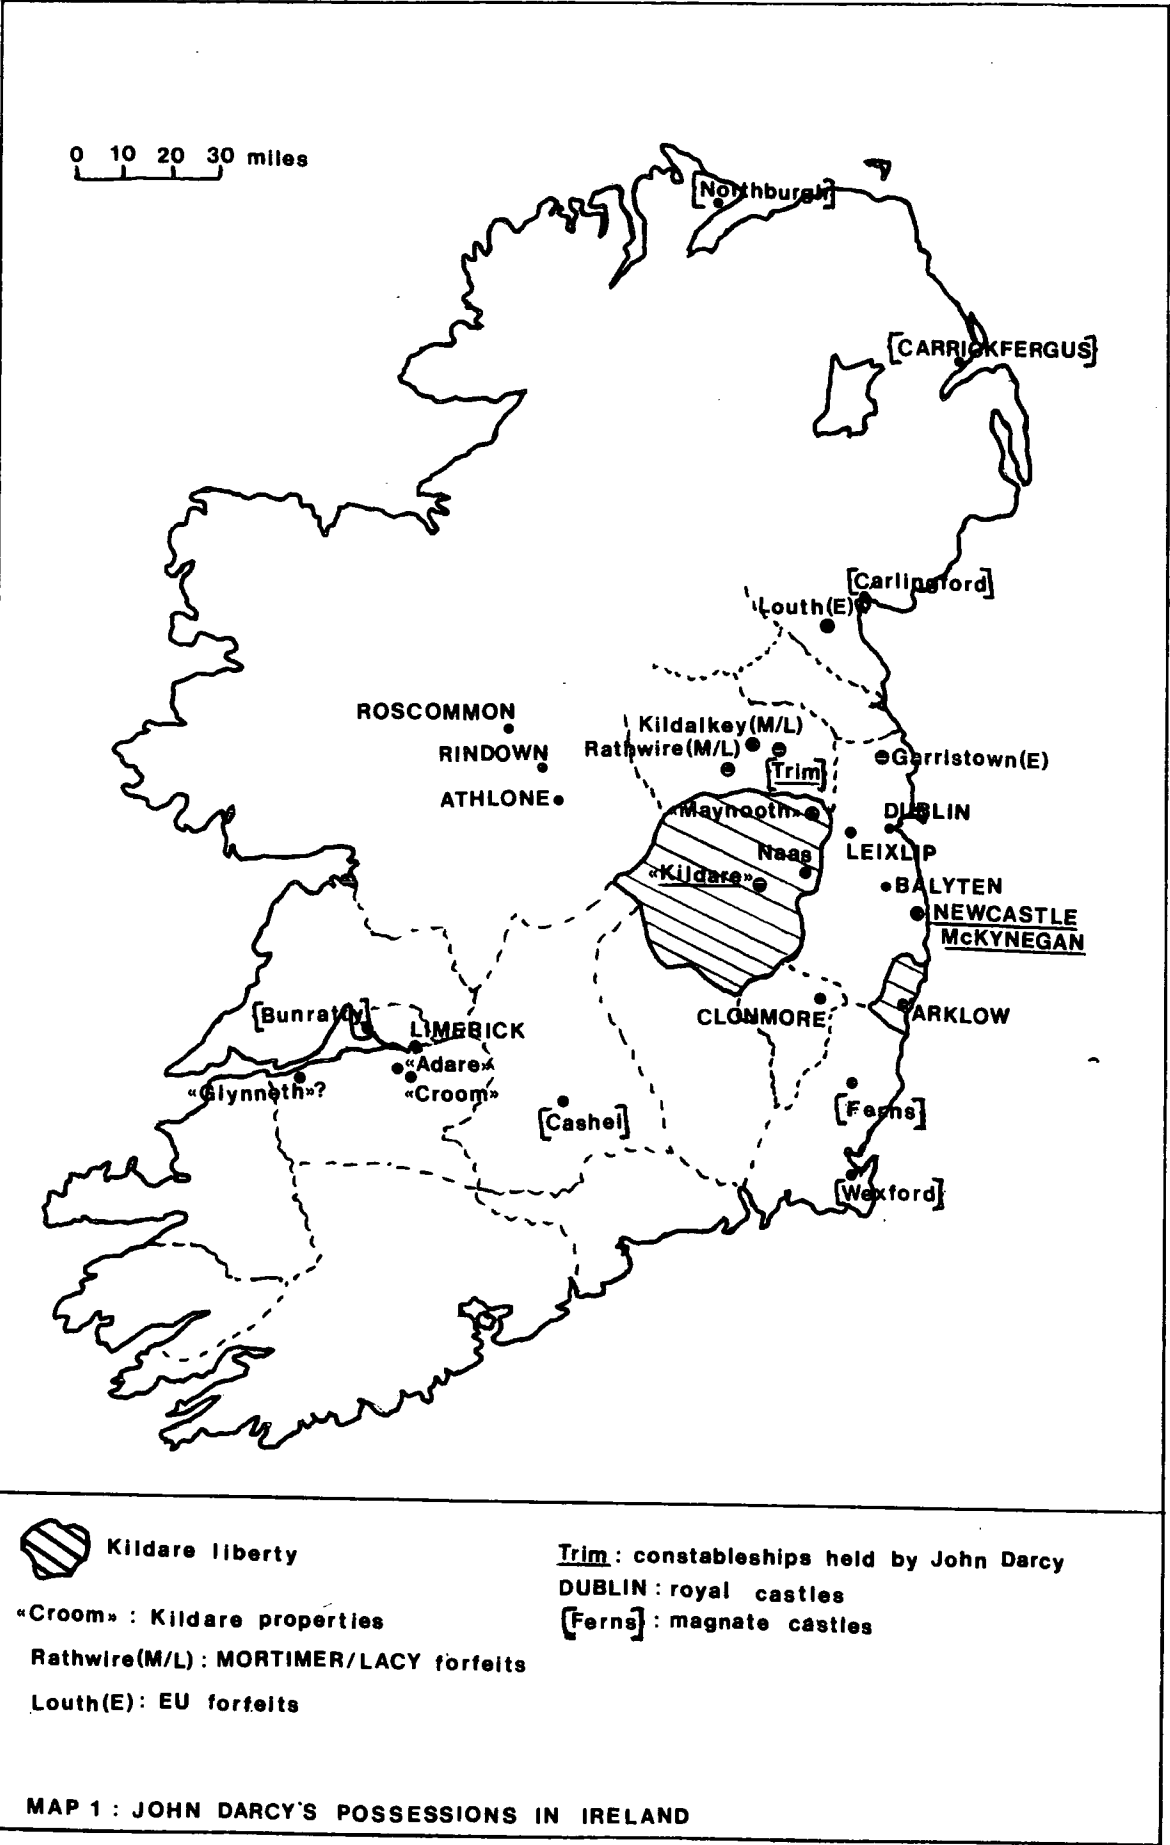 0 10 20 30 miles
[Northburgh]
[CARRICKFERGUS]
[Carlingford]
Louth(E)
ROSCOMMON
Kildalkey(M/L)
RINDOWN
Rathwire(M/L)
Garristown(E)
[Trim]
ATHLONE
«Maynooth»
DUBLIN
Naas
LEIXLIP
«Kildare»
BALYTEN
NEWCASTLE
McKYNEGAN
[Bunratty]
LIMERICK
CLONMORE
ARKLOW
«Adare»
«Glynneth»?
«Croom»
[Cashel]
[Ferns]
[Wexford]
Kildare liberty
«Croom» : Kildare properties
Rathwire(M/L) : MORTIMER/LACY forfeits
Louth(E) : EU forfeits
Trim : constableships held by John Darcy
DUBLIN : royal castles
[Ferns] : magnate castles
MAP 1 : JOHN DARCY'S POSSESSIONS IN IRELAND